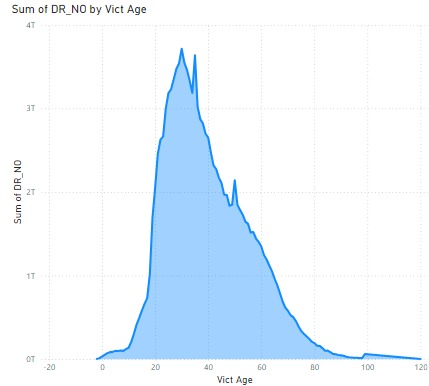 Sum of DR_NO by Vict Age
4T
3T
2T
1T
0T
Sum of DR_NO
-20 0 20 40 60 80 100 120
Vict Age